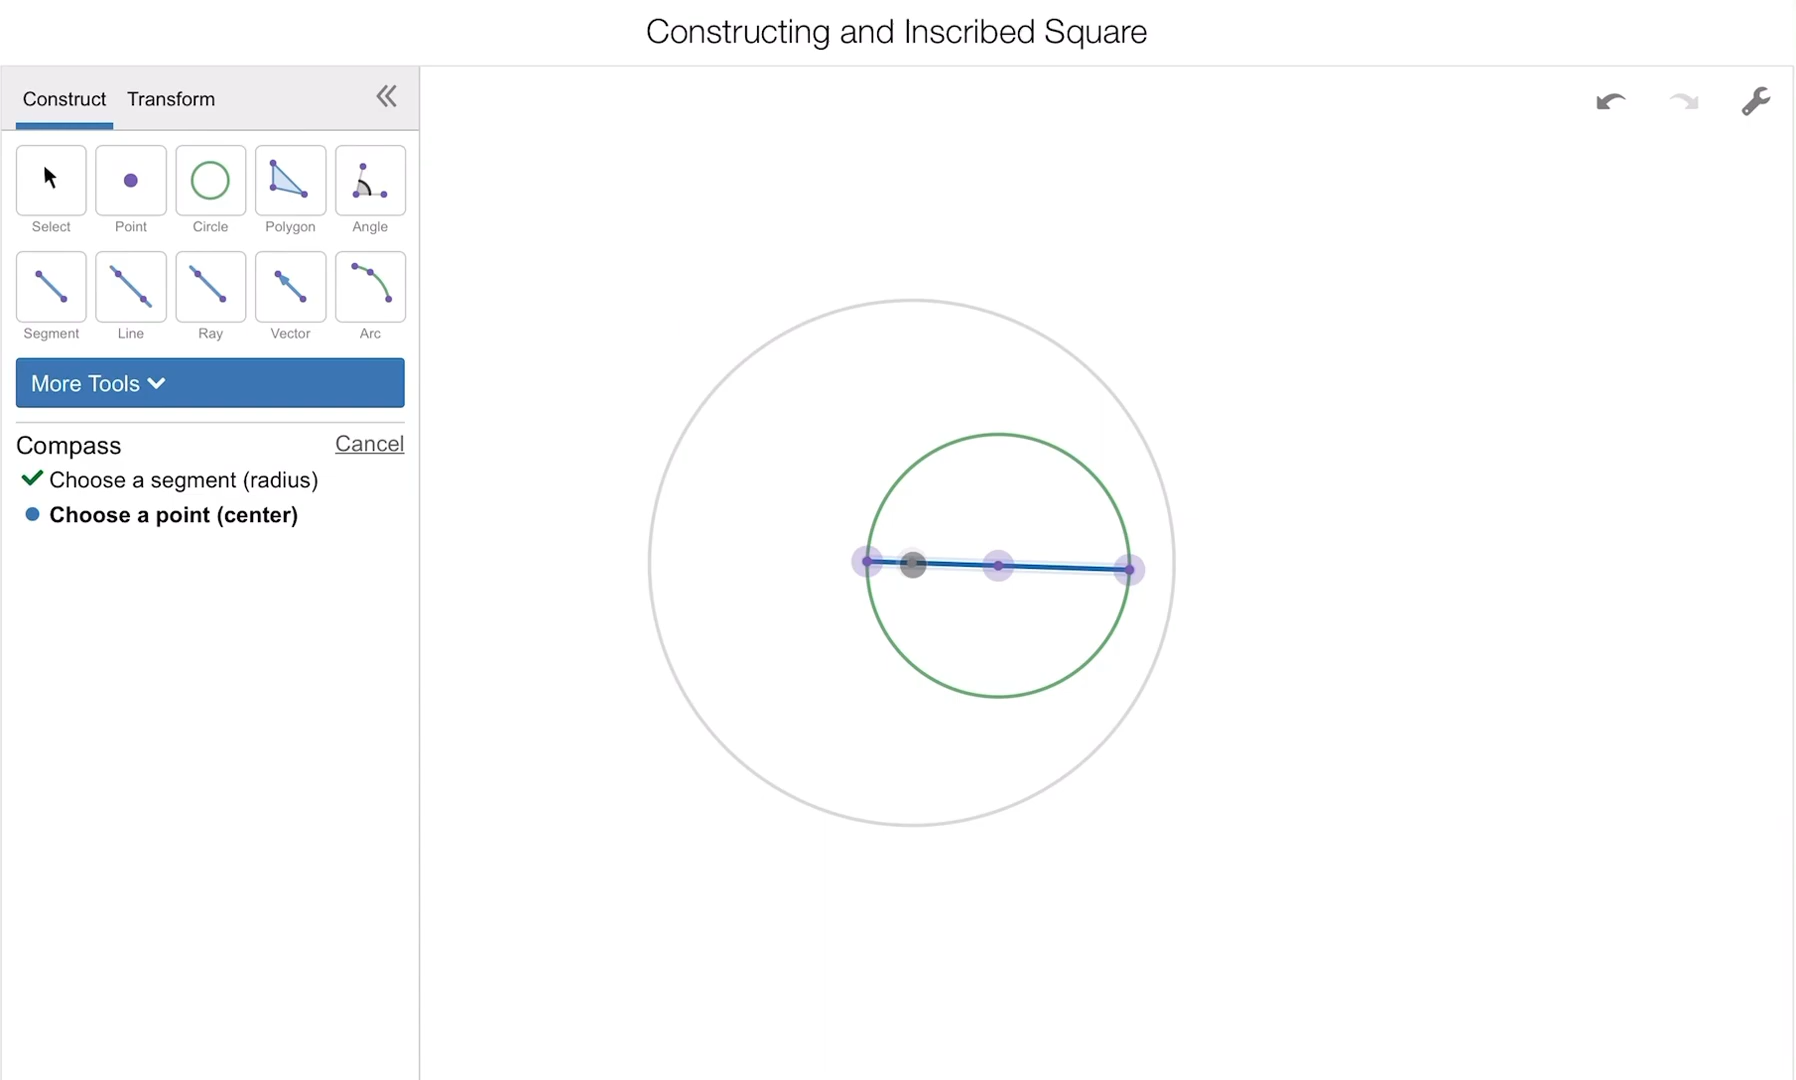 Constructing and Inscribed Square
Construct Transform
Select Point Circle Polygon Angle
Segment Line Ray Vector Arc
More Tools
Compass Cancel
Choose a segment (radius)
Choose a point (center)